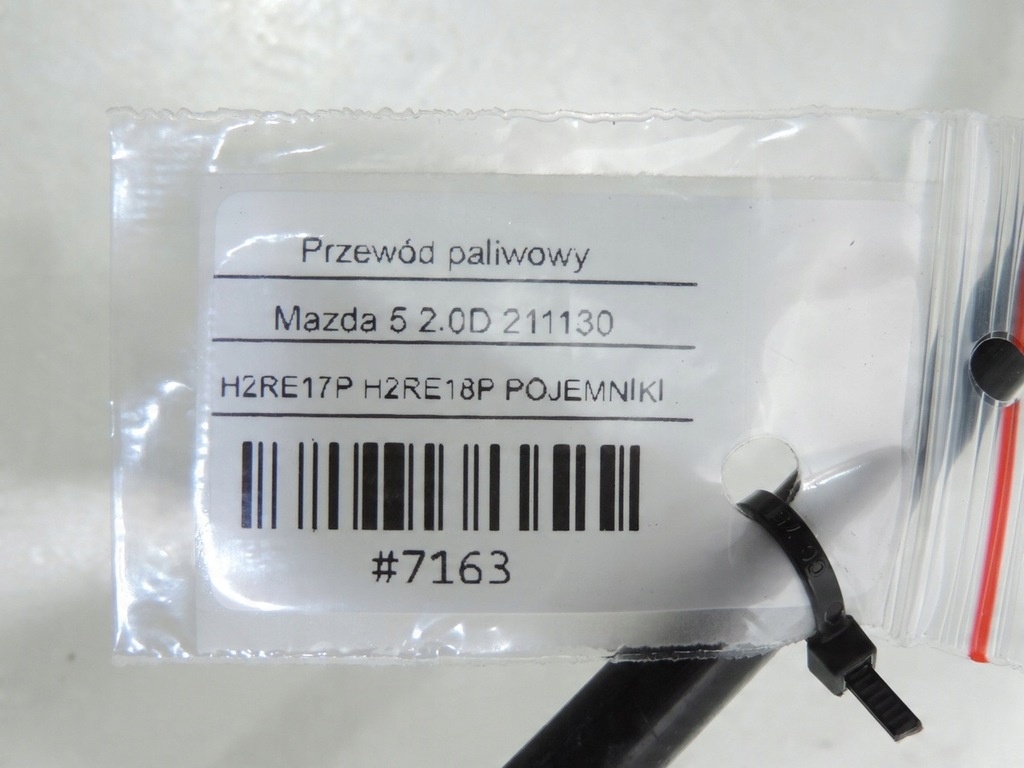 Przewód paliwowy
Mazda 5 2.0D 211130
H2RE17P H2RE18P POJEMNIKI
#7163